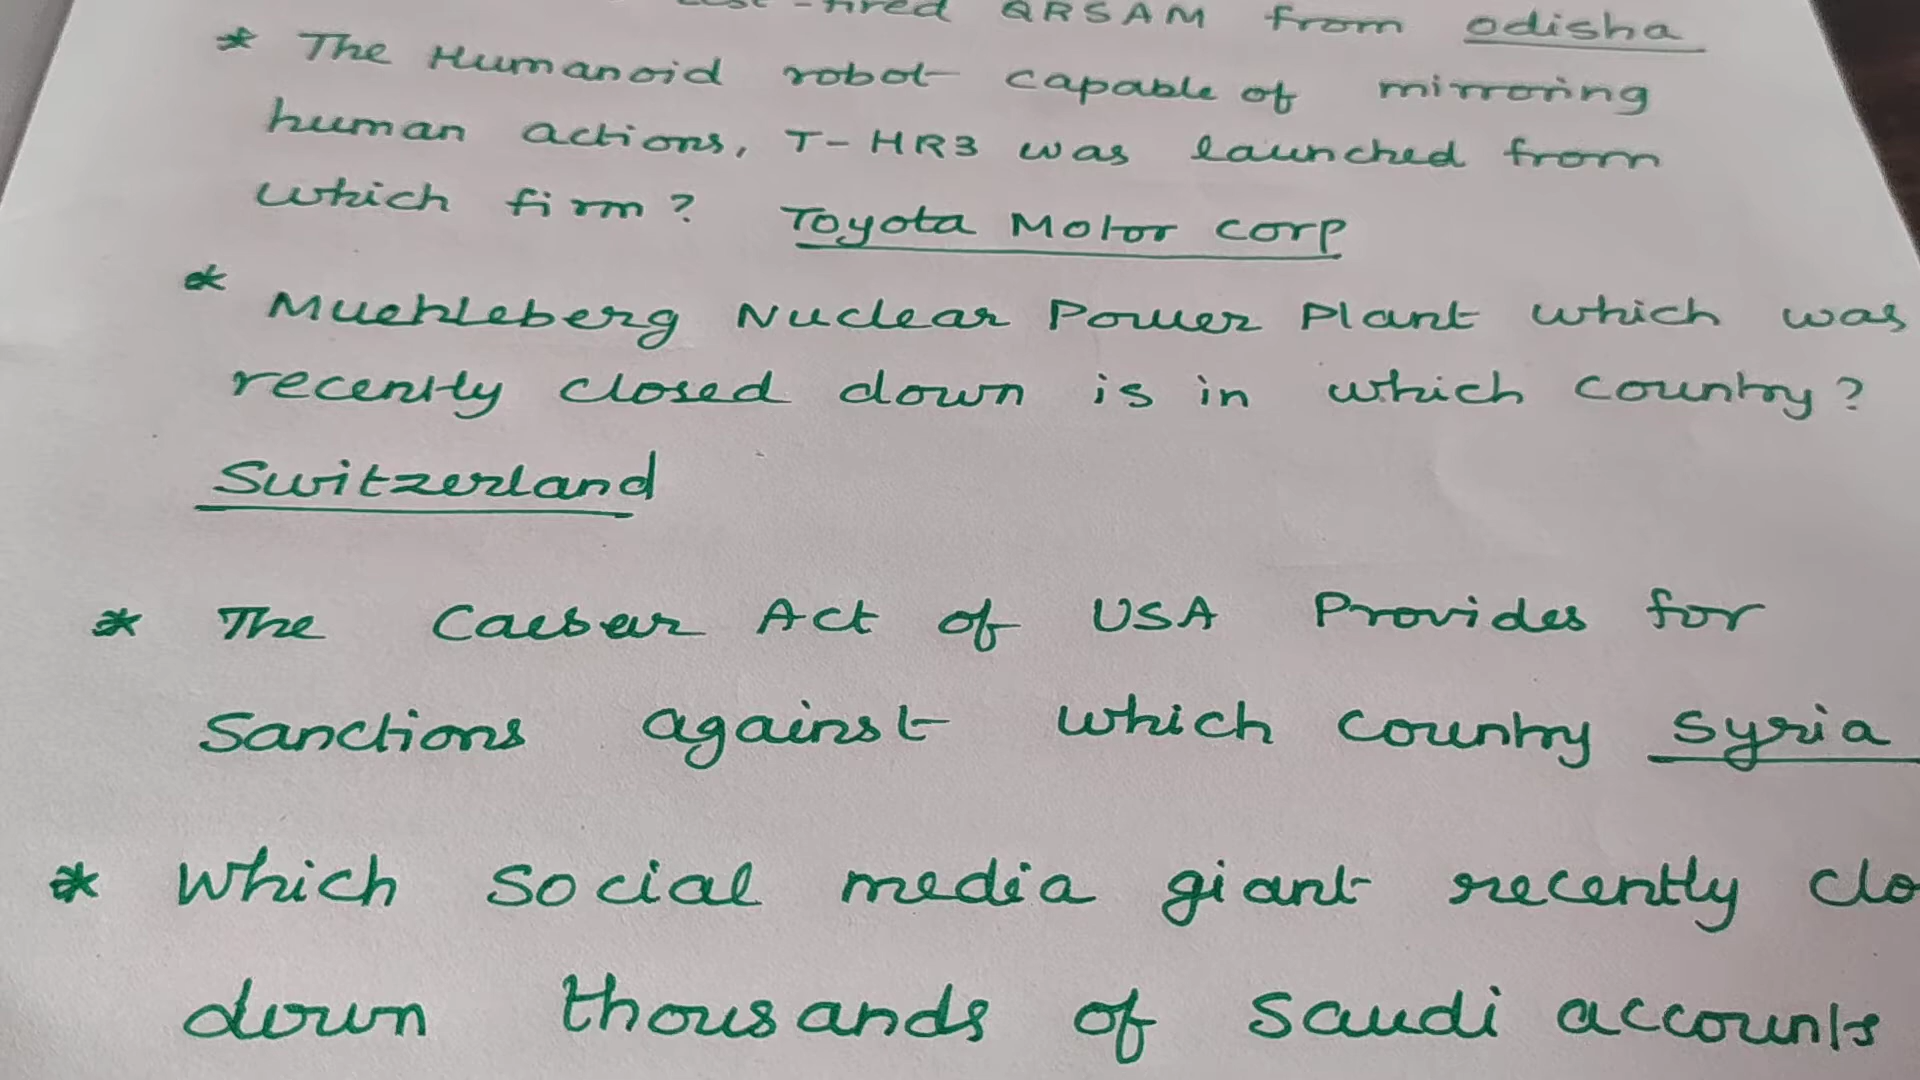 -fired QRSAM from odisha
* The Humanoid robot capable of mirroring
human actions, T-HR3 was launched from
which firm? Toyota Motor corp
* Muehleberg Nuclear Power Plant which was
recently closed down is in which country?
Switzerland
* The Caesar Act of USA Provides for
Sanctions against which country Syria
* Which social media giant recently clo
down thousands of saudi accounts